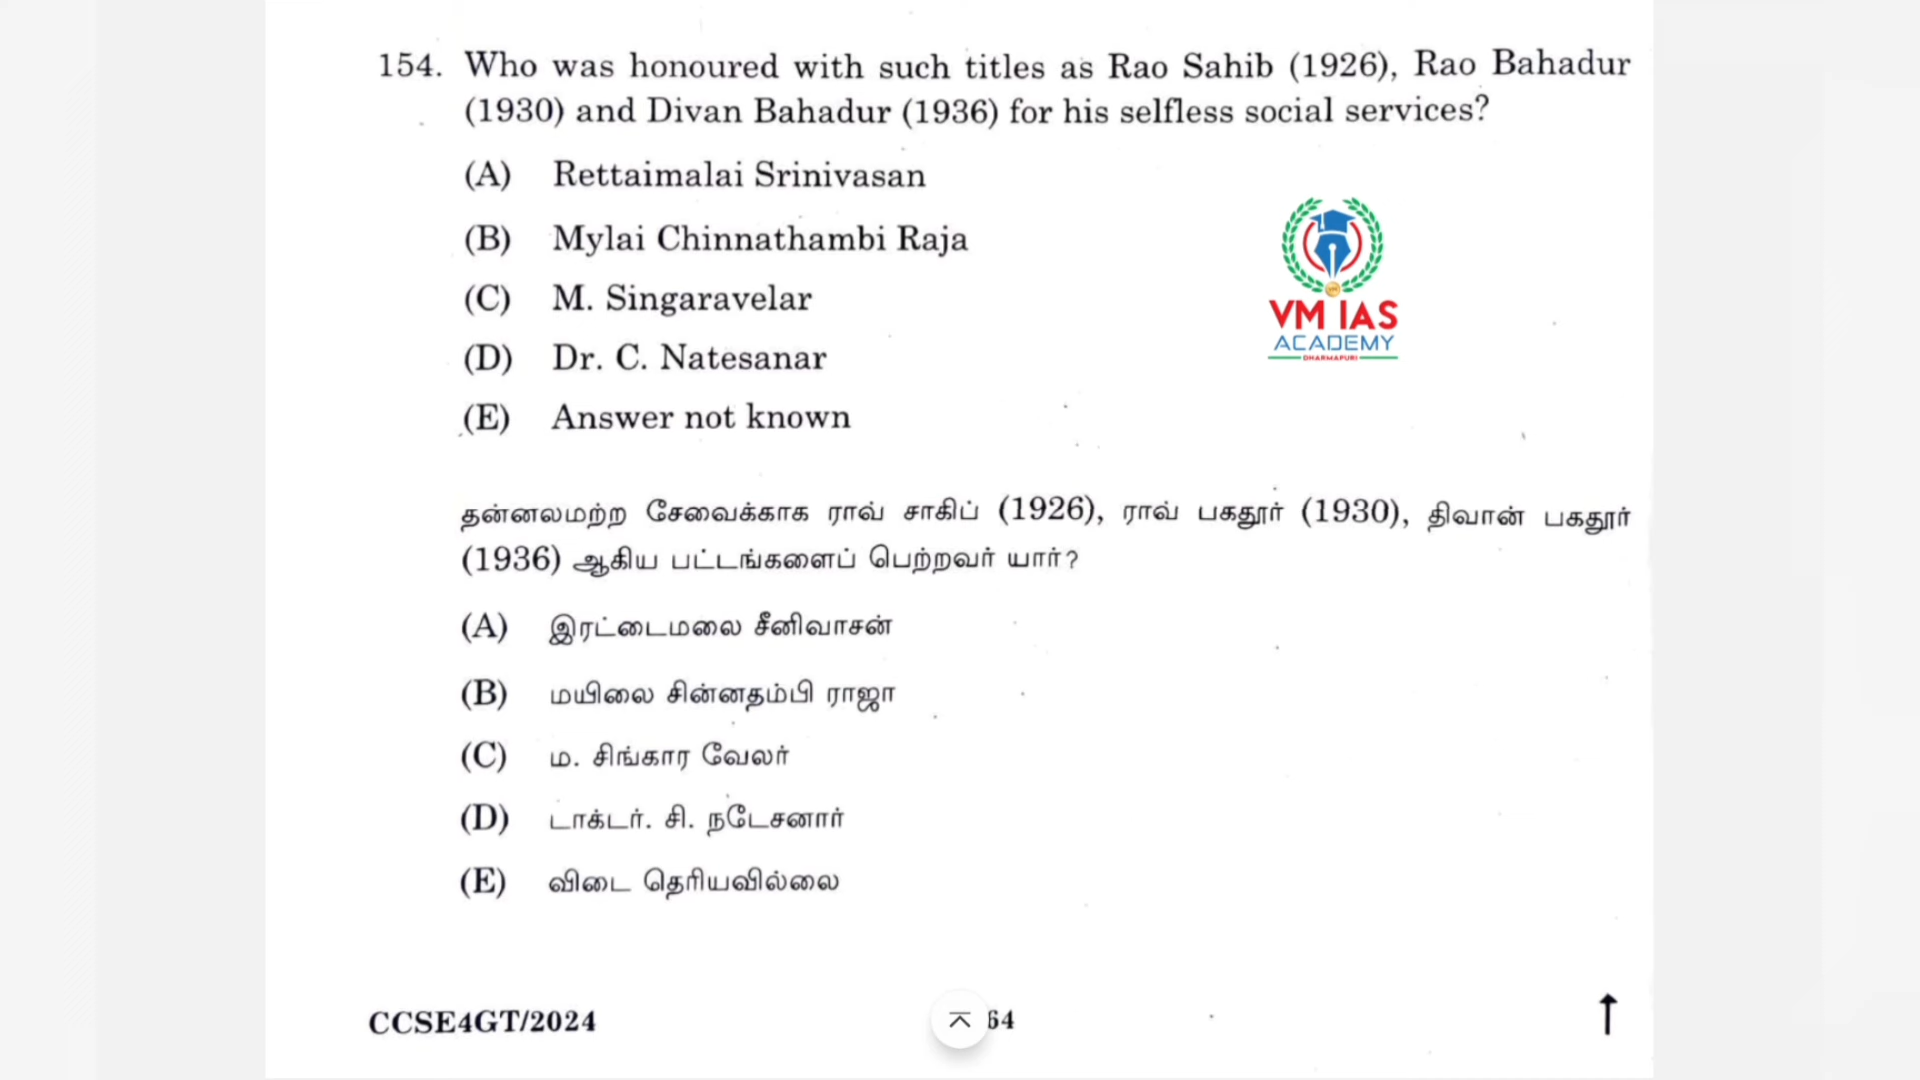 154. Who was honoured with such titles as Rao Sahib (1926), Rao Bahadur
(1930) and Divan Bahadur (1936) for his selfless social services?
(A) Rettaimalai Srinivasan
(B) Mylai Chinnathambi Raja
(C) M. Singaravelar
(D) Dr. C. Natesanar
(E) Answer not known
VM IAS
ACADEMY
DHARMAPURI
தன்னலமற்ற சேவைக்காக ராவ் சாகிப் (1926), ராவ் பகதூர் (1930), திவான் பகதூர்
(1936) ஆகிய பட்டங்களைப் பெற்றவர் யார்?
(A) இரட்டைமலை சீனிவாசன்
(B) மயிலை சின்னதம்பி ராஜா
(C) ம. சிங்கார வேலர்
(D) டாக்டர். சி. நடேசனார்
(E) விடை தெரியவில்லை
CCSE4GT/2024 64